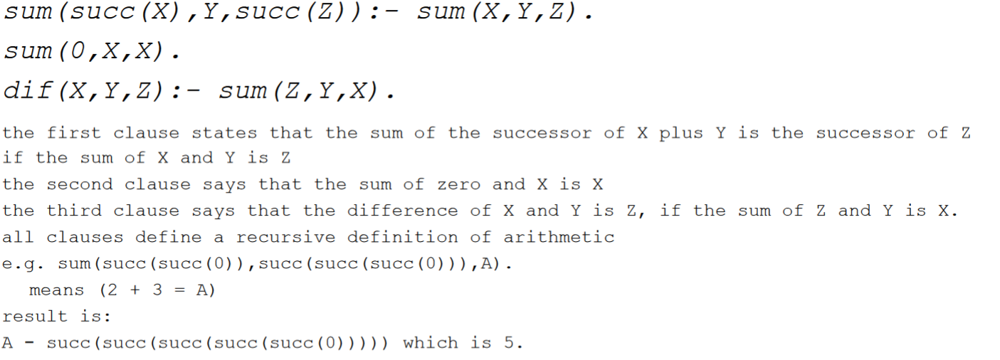 sum(succ(X),Y,succ(Z)):- sum(X,Y,Z).
sum(0,X,X).
dif(X,Y,Z):- sum(Z,Y,X).
the first clause states that the sum of the successor of X plus Y is the successor of Z
if the sum of X and Y is Z
the second clause says that the sum of zero and X is X
the third clause says that the difference of X and Y is Z, if the sum of Z and Y is X.
all clauses define a recursive definition of arithmetic
e.g. sum(succ(succ(0)),succ(succ(succ(0))),A).
means (2 + 3 = A)
result is:
A - succ(succ(succ(succ(succ(0))))) which is 5.